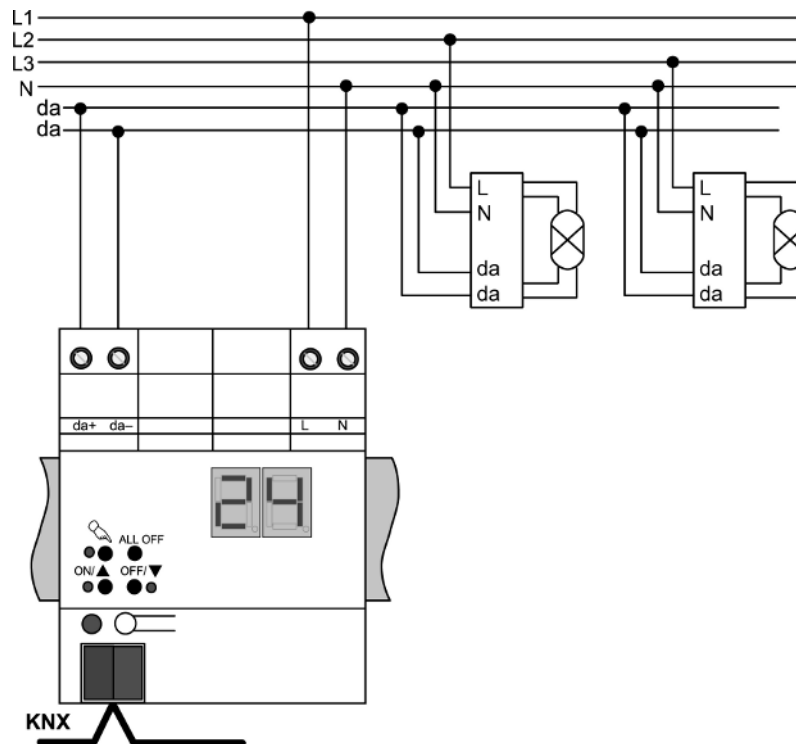 L1
L2
L3
N
da
da
L
N
da
da
L
N
da
da
da+ da– L N
24
ALL OFF
ON/▲ OFF/▼
KNX